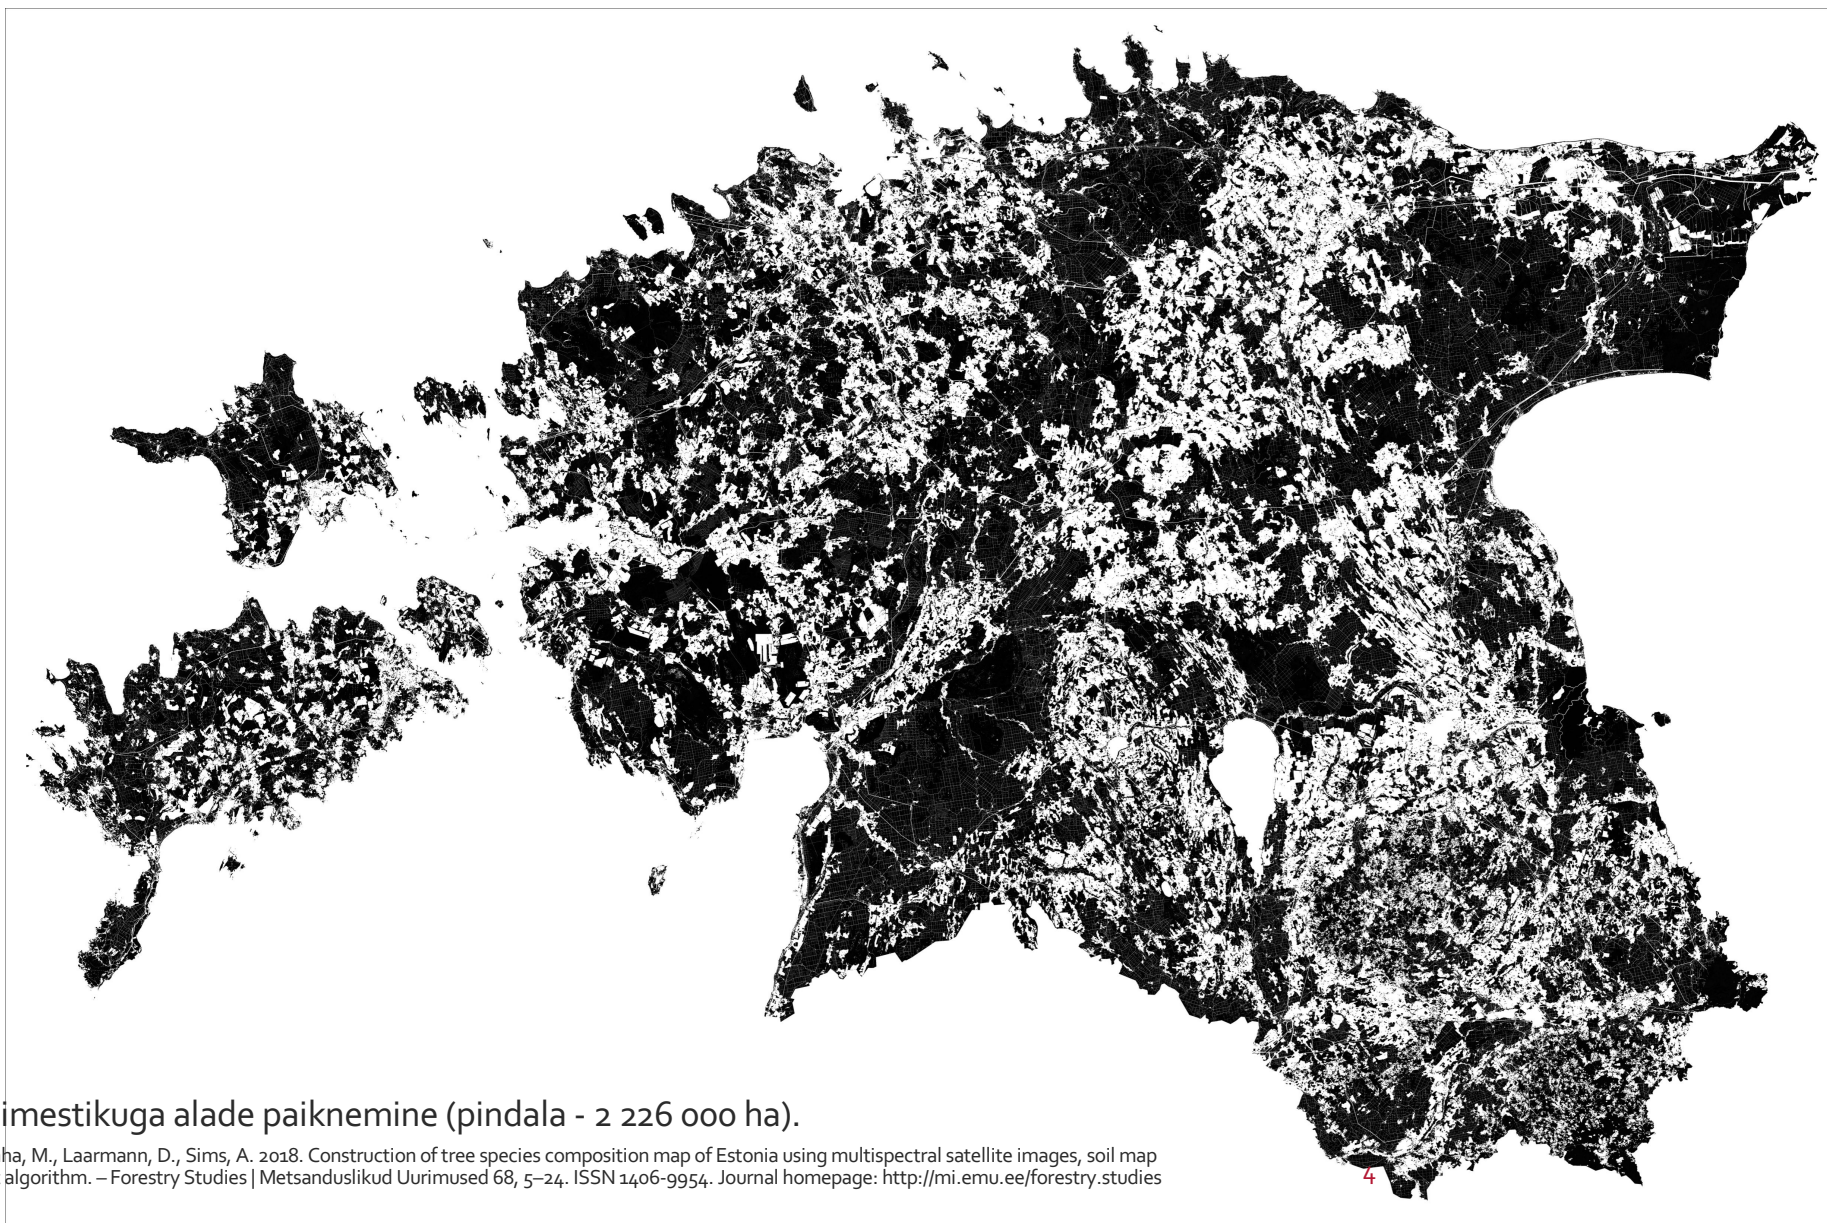 imestikuga alade paiknemine (pindala - 2 226 000 ha).
ha, M., Laarmann, D., Sims, A. 2018. Construction of tree species composition map of Estonia using multispectral satellite images, soil map
algorithm. – Forestry Studies | Metsanduslikud Uurimused 68, 5–24. ISSN 1406-9954. Journal homepage: http://mi.emu.ee/forestry.studies
4